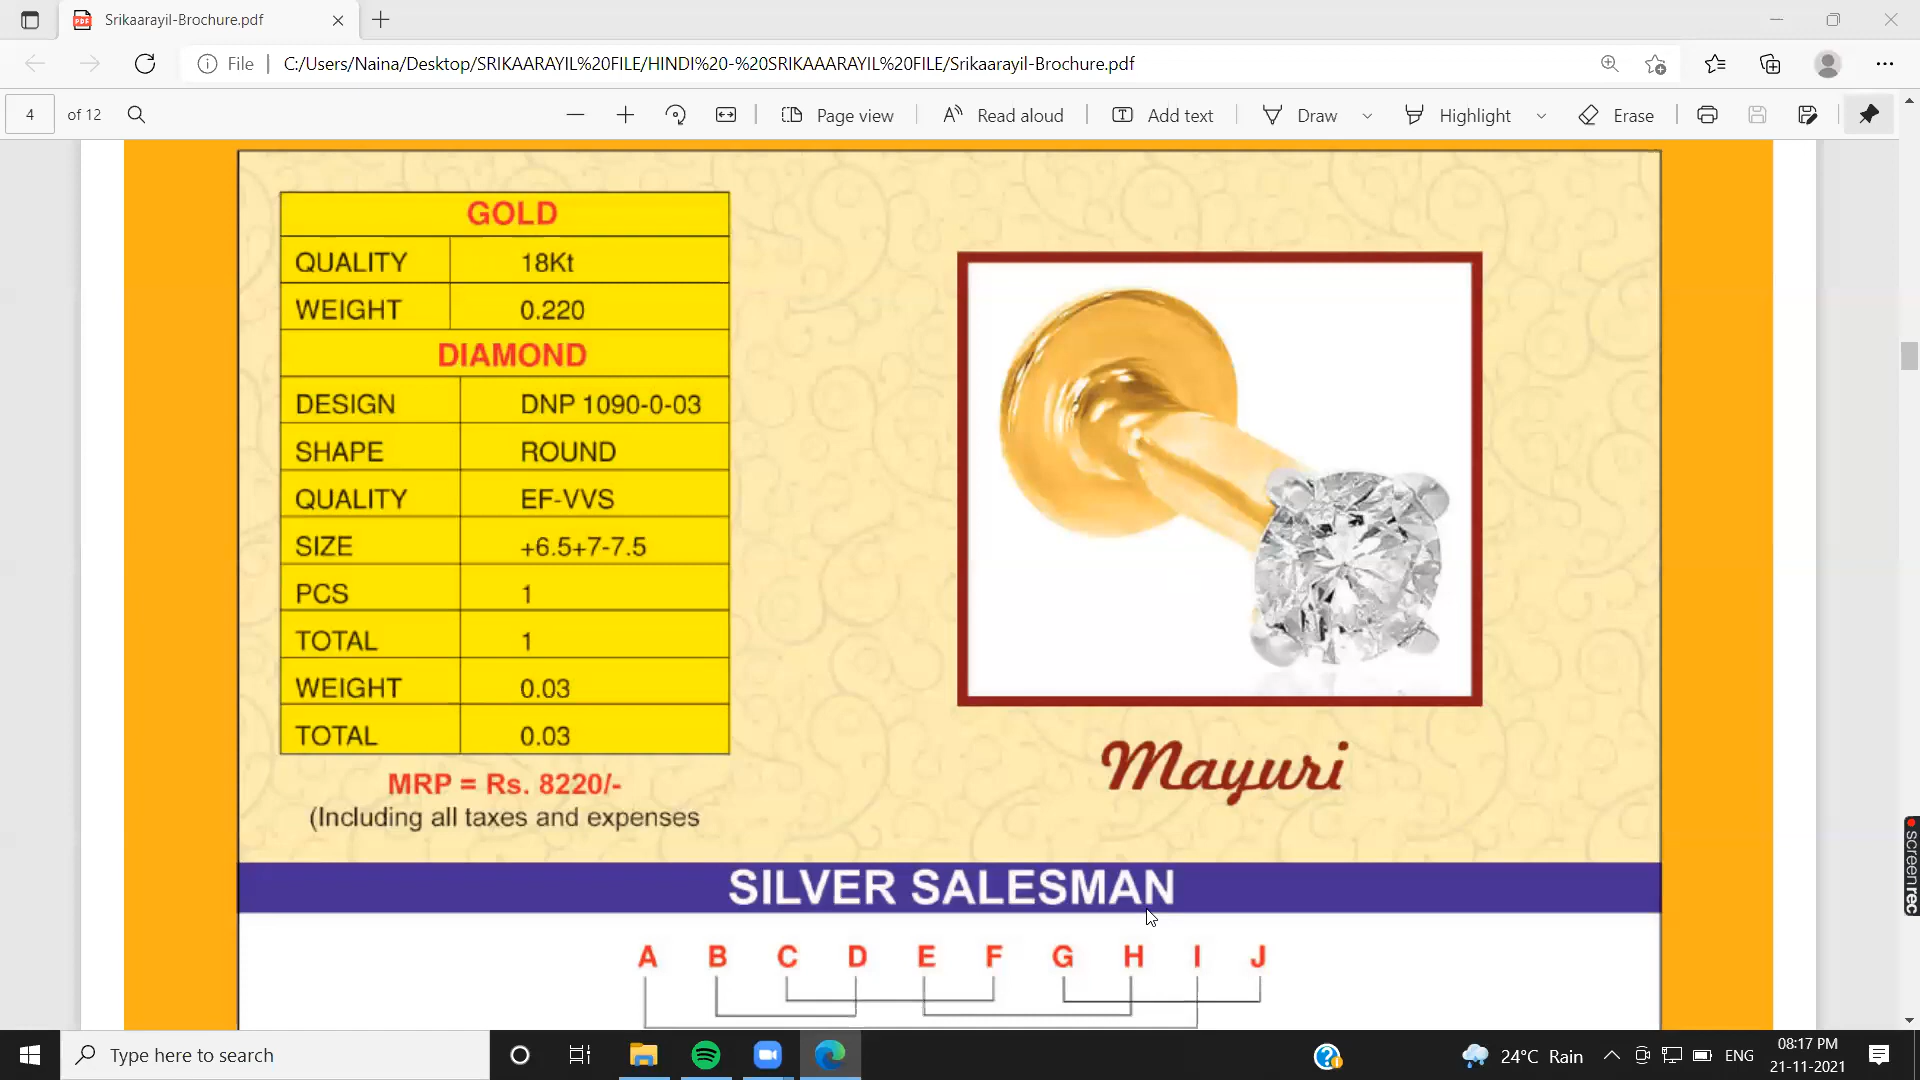 Srikaarayil-Brochure.pdf
File C:/Users/Naina/Desktop/SRIKAARAYIL%20FILE/HINDI%20-%20SRIKAAARAYIL%20FILE/Srikaarayil-Brochure.pdf
4 of 12 Page view Read aloud Add text Draw Highlight Erase
GOLD
QUALITY 18Kt
WEIGHT 0.220
DIAMOND
DESIGN DNP 1090-0-03
SHAPE ROUND
QUALITY EF-VVS
SIZE +6.5+7-7.5
PCS 1
TOTAL 1
WEIGHT 0.03
TOTAL 0.03
MRP = Rs. 8220/-
(Including all taxes and expenses
Mayuri
SILVER SALESMAN
A B C D E F G H I J
screenrec
Type here to search
24°C Rain
ENG
08:17 PM
21-11-2021